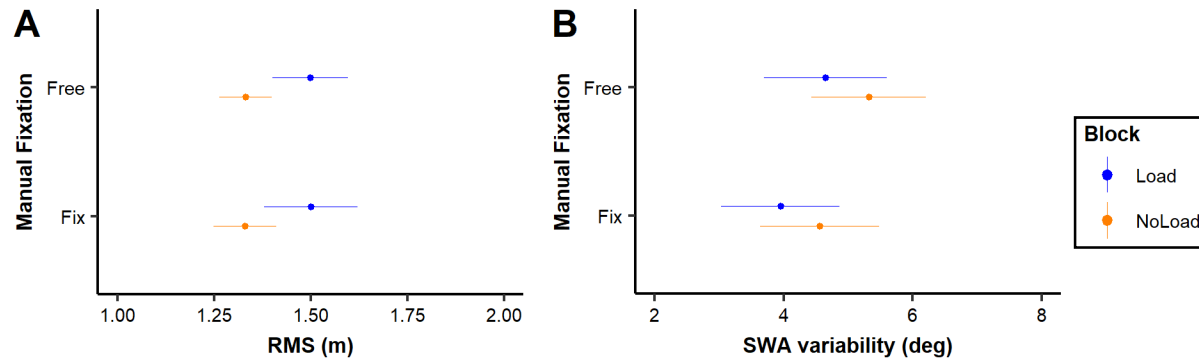 A
Manual Fixation
Free
Fix
1.00 1.25 1.50 1.75 2.00
RMS (m)
B
Manual Fixation
Free
Fix
2 4 6 8
SWA variability (deg)
Block
Load
NoLoad